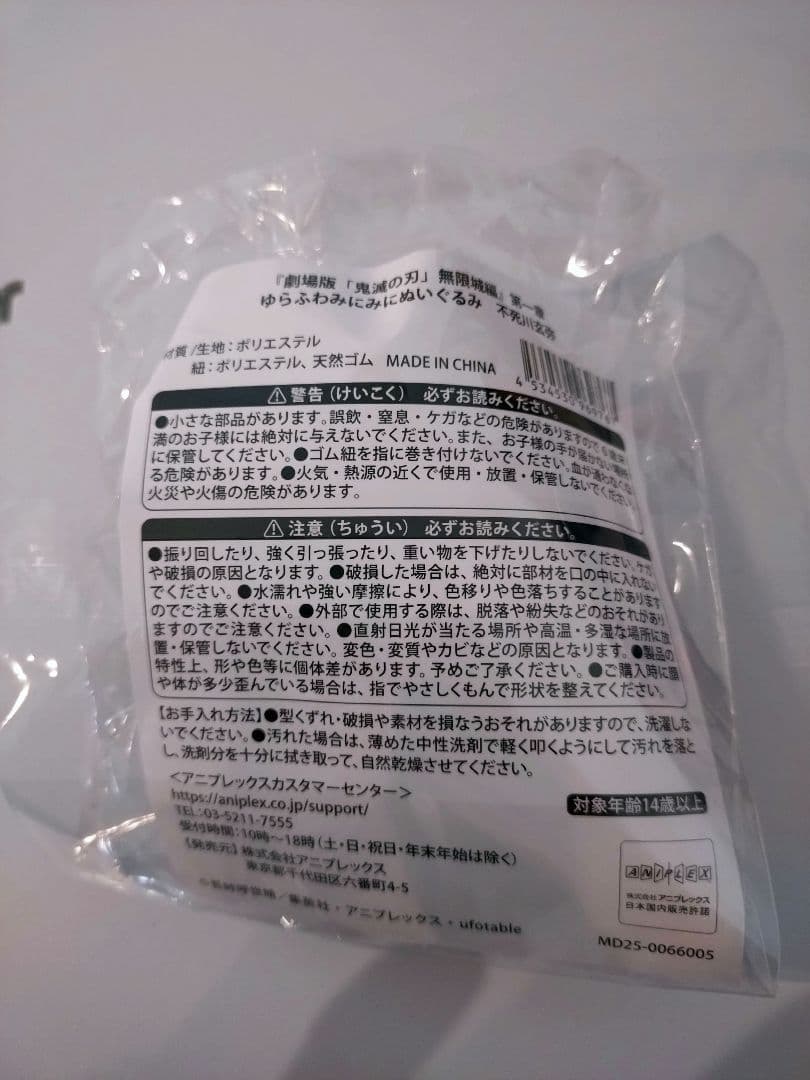 『劇場版「鬼滅の刃」無限城編』第一章
ゆらふわみにみにぬいぐるみ 不死川玄弥
材質/生地:ポリエステル
紐:ポリエステル、天然ゴム MADE IN CHINA
⚠警告(けいこく) 必ずお読みください。
●小さな部品があります。誤飲・窒息・ケガなどの危険がありますので6歳未
満のお子様には絶対に与えないでください。また、お子様の手が届かない場所
に保管してください。●ゴム紐を指に巻き付けないでください。血が通わなくな
る危険があります。●火気・熱源の近くで使用・放置・保管しないでください。
火災や火傷の危険があります。
⚠注意(ちゅうい) 必ずお読みください。
●振り回したり、強く引っ張ったり、重い物を下げたりしないでください。ケガ
や破損の原因となります。●破損した場合は、絶対に部材を口の中に入れない
でください。●水濡れや強い摩擦により、色移りや色落ちすることがあります
のでご注意ください。●外部で使用する際は、脱落や紛失などのおそれがあり
ますのでご注意ください。●直射日光が当たる場所や高温・多湿な場所に放
置・保管しないでください。変色・変質やカビなどの原因となります。●製品の
特性上、形や色等に個体差があります。予めご了承ください。●ご購入時に顔
や体が多少歪んでいる場合は、指でやさしくもんで形状を整えてください。
【お手入れ方法】●型くずれ・破損や素材を損なうおそれがありますので、洗濯しな
いでください。●汚れた場合は、薄めた中性洗剤で軽く叩くようにして汚れを落と
し、洗剤分を十分に拭き取って、自然乾燥させてください。
<アニプレックスカスタマーセンター>
https://aniplex.co.jp/support/
TEL:03-5211-7555
受付時間:10時～18時(土・日・祝日・年末年始は除く)
【発売元】株式会社アニプレックス
東京都千代田区六番町4-5
©吾峠呼世晴/集英社・アニプレックス・ufotable
対象年齢14歳以上
ANIPLEX
株式会社アニプレックス
日本国内販売許諾
MD25-0066005